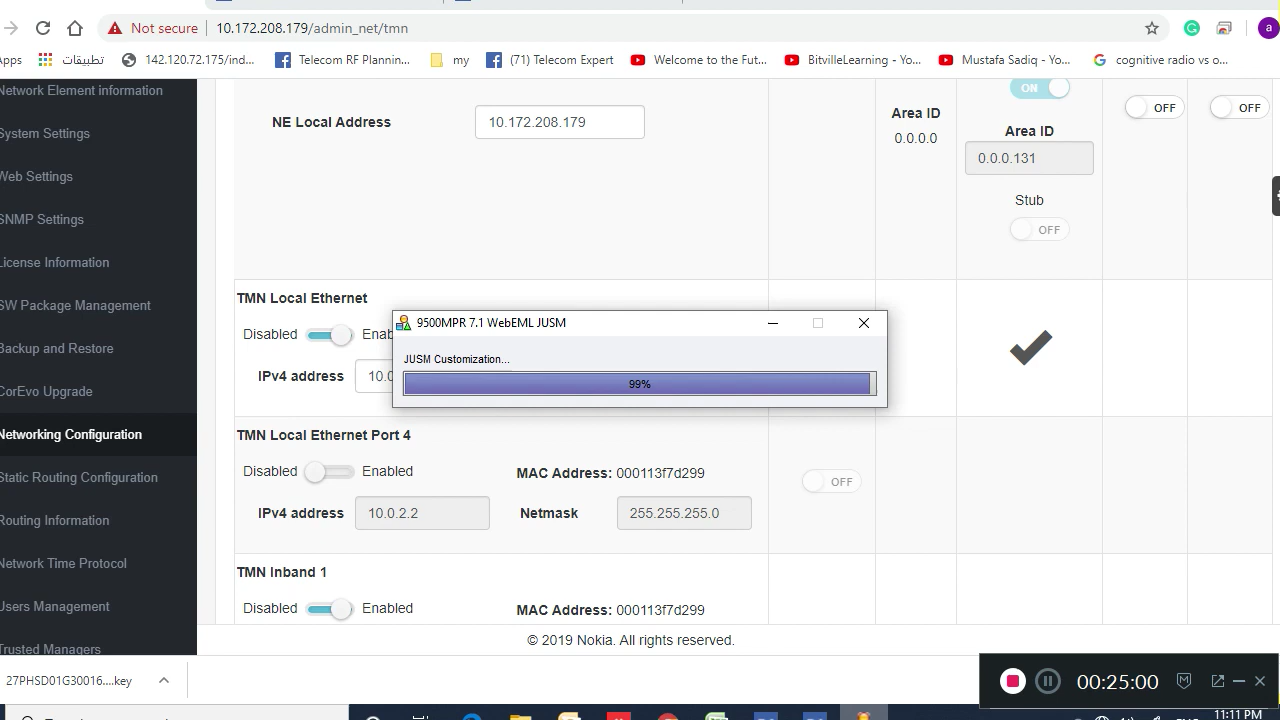 Not secure
10.172.208.179/admin_net/tmn
a
Apps
تطبيقات
142.120.72.175/ind...
Telecom RF Plannin...
my
(71) Telecom Expert
Welcome to the Fut...
BitvilleLearning - Yo...
Mustafa Sadiq - Yo...
cognitive radio vs o...
Network Element information
System Settings
Web Settings
SNMP Settings
License Information
SW Package Management
Backup and Restore
CorEvo Gateway
Networking Configuration
Static Routing Configuration
Routing Information
Network Time Protocol
Users Management
Trusted Managers
NE Local Address
10.172.208.179
Area ID
0.0.0.0
ON
Area ID
0.0.0.131
Stub
OFF
OFF
OFF
TMN Local Ethernet
Disabled
Enab
IPv4 address
10.0
9500MPR 7.1 WebEML JUSM
JUSM Customization...
99%
TMN Local Ethernet Port 4
Disabled
Enabled
MAC Address: 000113f7d299
IPv4 address
10.0.2.2
Netmask
255.255.255.0
OFF
TMN Inband 1
Disabled
Enabled
MAC Address: 000113f7d299
© 2019 Nokia. All rights reserved.
27PHSD01G30016....key
00:25:00
11:11 PM